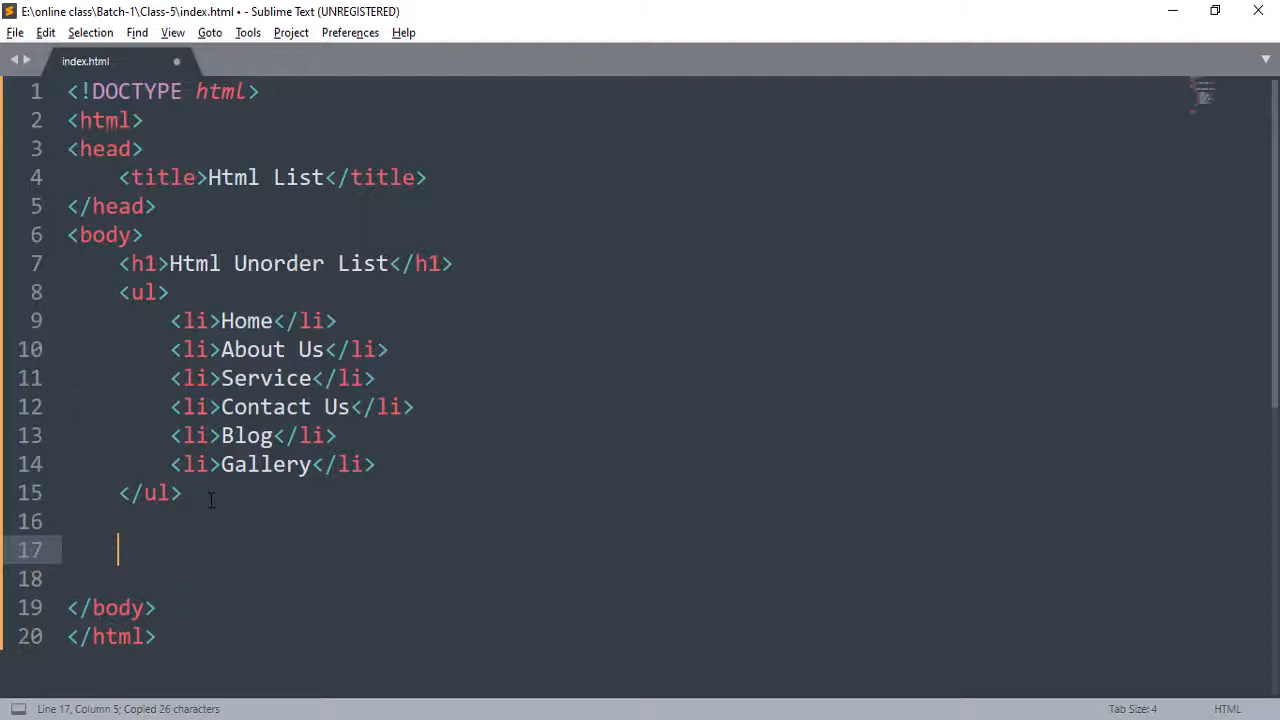 E:\online class\Batch-1\Class-5\index.html • - Sublime Text (UNREGISTERED)
File Edit Selection Find View Goto Tools Project Preferences Help
index.html
1 <!DOCTYPE html>
2 <html>
3 <head>
4 <title>Html List</title>
5 </head>
6 <body>
7 <h1>Html Unorder List</h1>
8 <ul>
9 <li>Home</li>
10 <li>About Us</li>
11 <li>Service</li>
12 <li>Contact Us</li>
13 <li>Blog</li>
14 <li>Gallery</li>
15 </ul>
16
17
18
19 </body>
20 </html>
Line 17, Column 5; Copied 26 characters Tab Size: 4 HTML